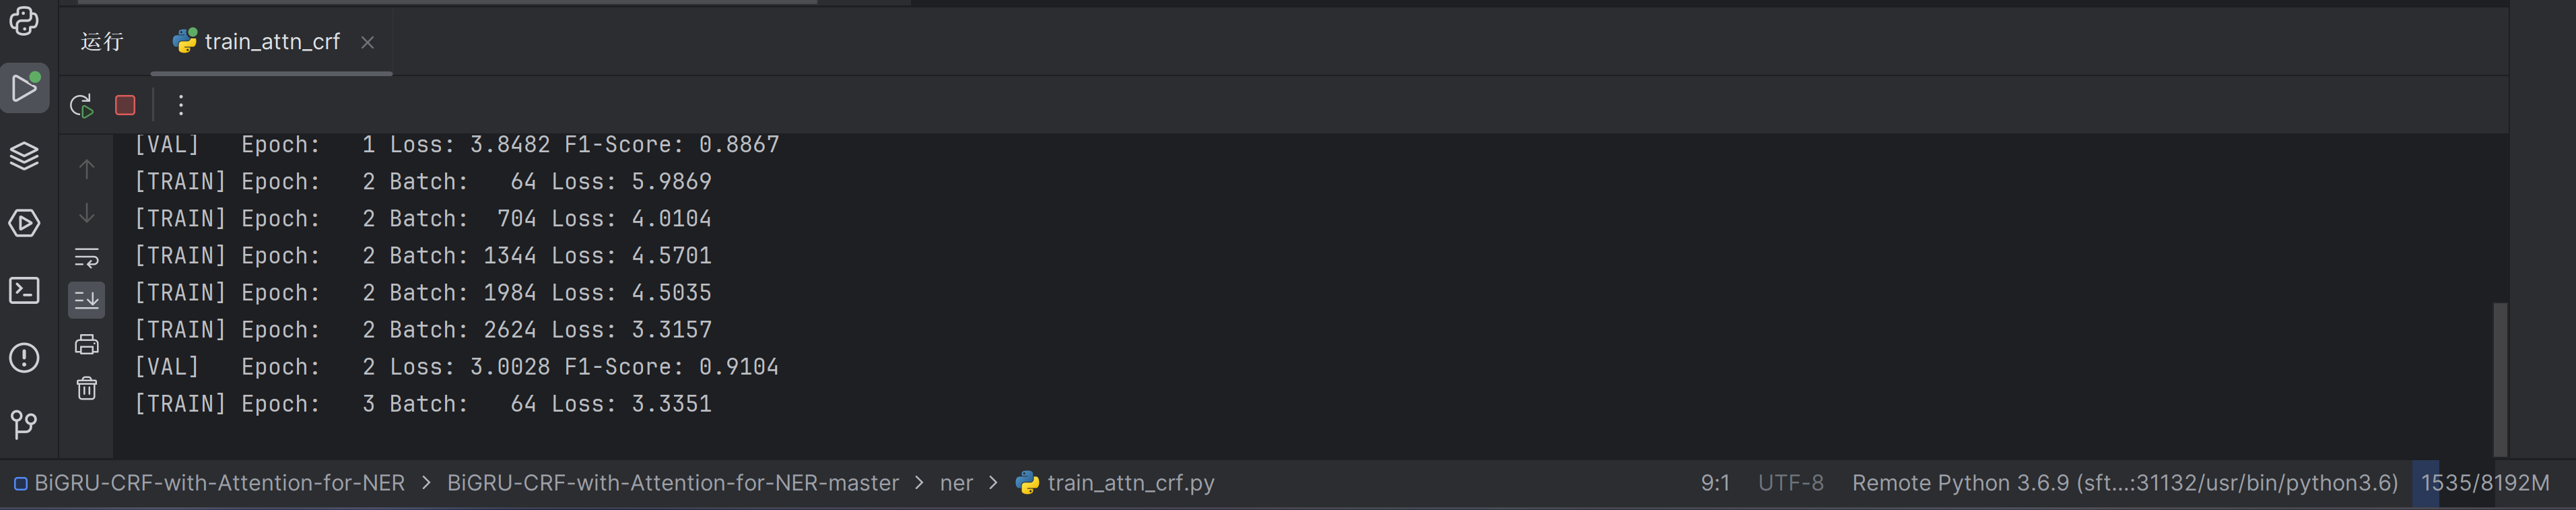 运行 train_attn_crf
[VAL] Epoch: 1 Loss: 3.8482 F1-Score: 0.8867
[TRAIN] Epoch: 2 Batch: 64 Loss: 5.9869
[TRAIN] Epoch: 2 Batch: 704 Loss: 4.0104
[TRAIN] Epoch: 2 Batch: 1344 Loss: 4.5701
[TRAIN] Epoch: 2 Batch: 1984 Loss: 4.5035
[TRAIN] Epoch: 2 Batch: 2624 Loss: 3.3157
[VAL] Epoch: 2 Loss: 3.0028 F1-Score: 0.9104
[TRAIN] Epoch: 3 Batch: 64 Loss: 3.3351
BiGRU-CRF-with-Attention-for-NER > BiGRU-CRF-with-Attention-for-NER-master > ner > train_attn_crf.py 9:1 UTF-8 Remote Python 3.6.9 (sft...:31132/usr/bin/python3.6) 1535/8192M